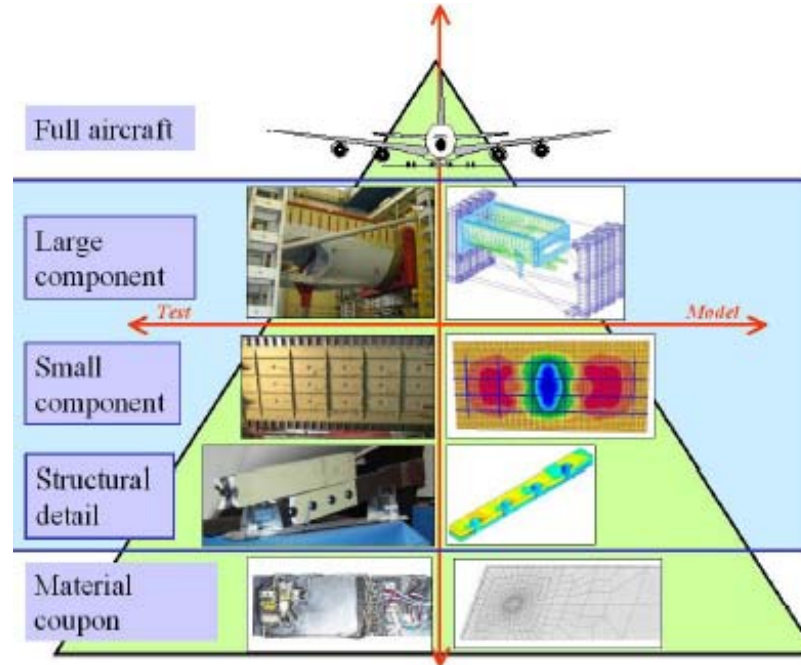 Full aircraft
Large
component
Test
Model
Small
component
Structural
detail
Material
coupon